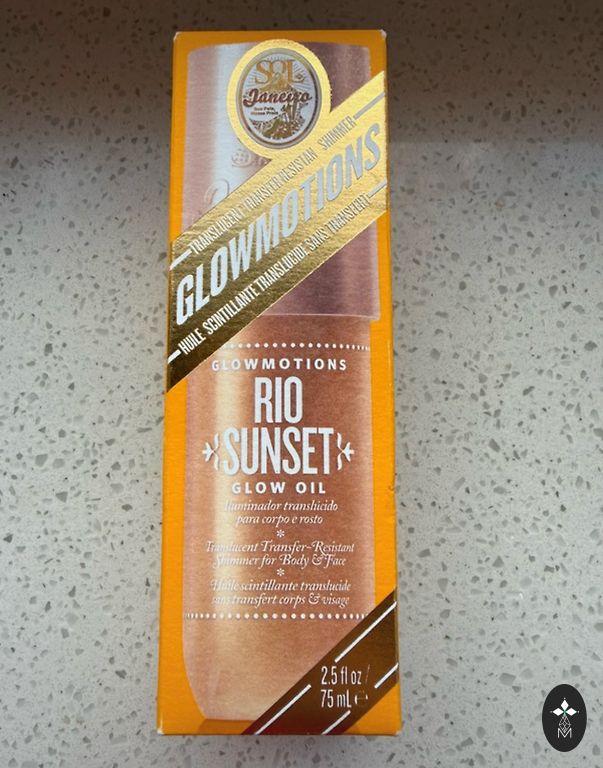 SOL de
Janeiro
TRANSLUCENT TRANSFER-RESISTAN SHIMMER
GLOWMOTIONS
HUILE SCINTILLANTE TRANSLUCIDE SANS TRANSFERT
GLOWMOTIONS
RIO
SUNSET
GLOW OIL
Iluminador translúcido
para corpo e rosto
*
Translucent Transfer-Resistant
Shimmer for Body & Face
*
Huile scintillante translucide
sans transfert corps & visage
2.5 fl oz /
75 mL e
M